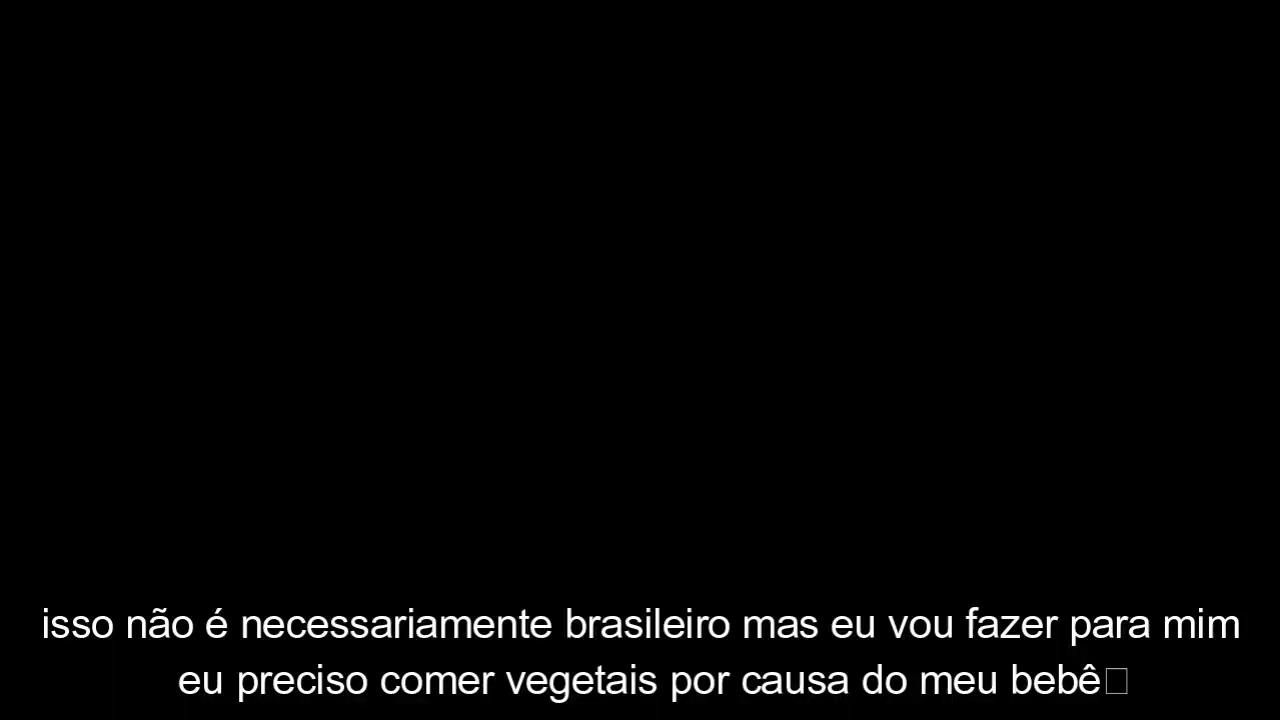 isso não é necessariamente brasileiro mas eu vou fazer para mim
eu preciso comer vegetais por causa do meu bebê